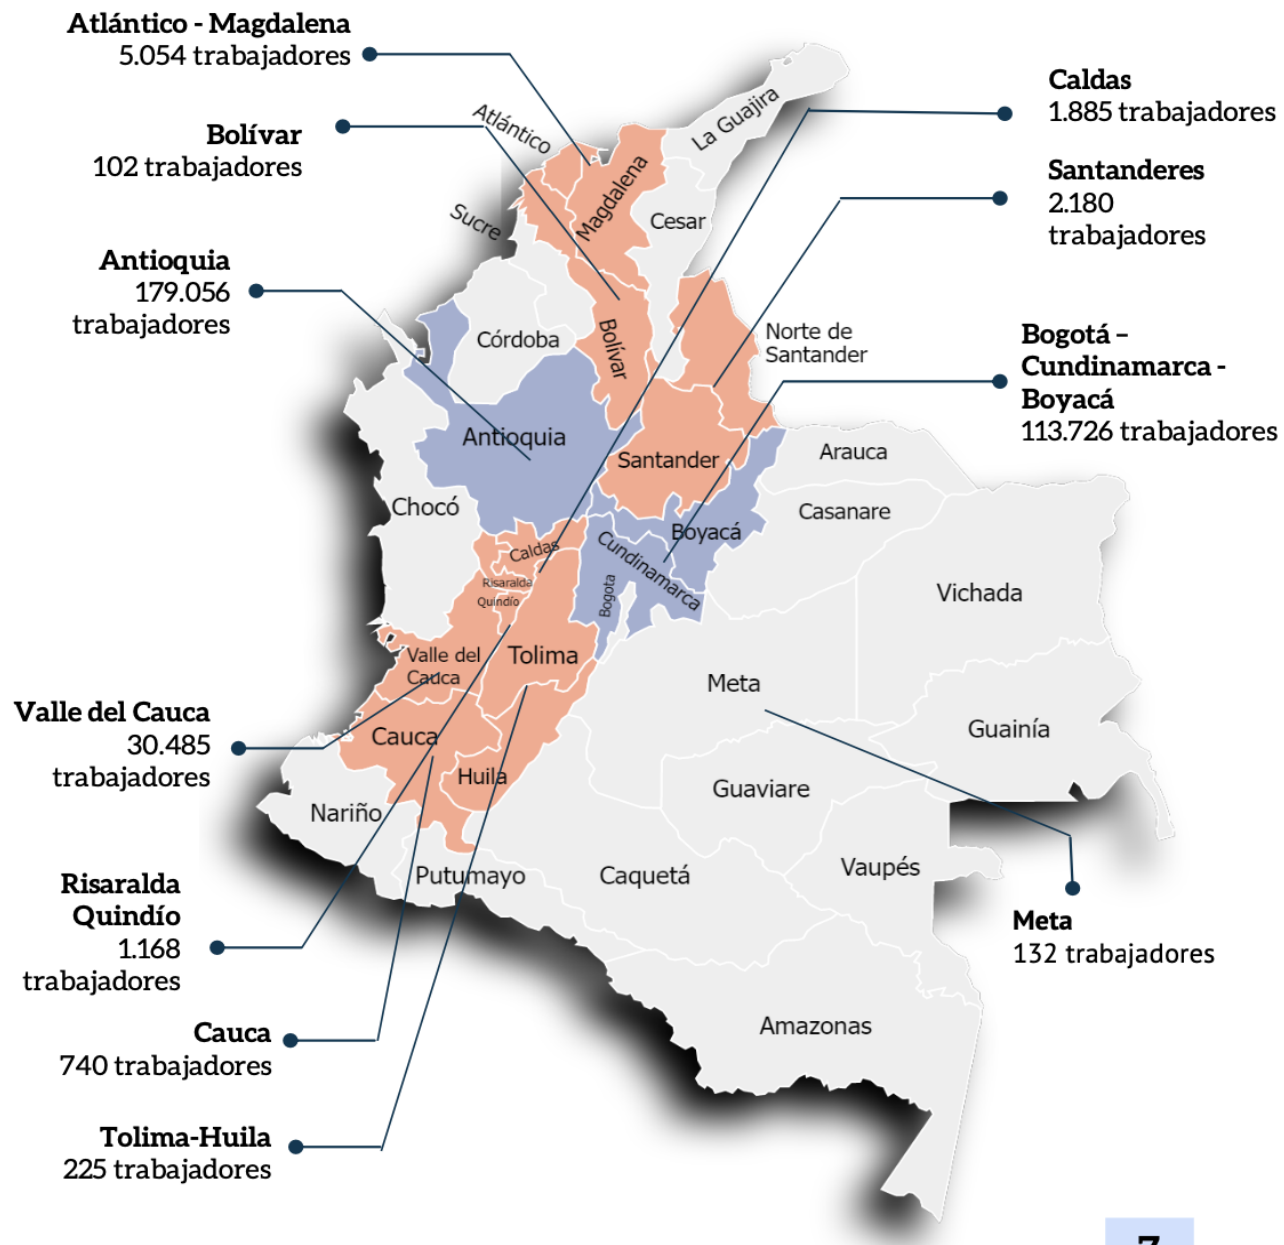 Atlántico - Magdalena
5.054 trabajadores
Bolívar
102 trabajadores
Antioquia
179.056
trabajadores
Valle del Cauca
30.485
trabajadores
Risaralda
Quindío
1.168
trabajadores
Cauca
740 trabajadores
Tolima-Huila
225 trabajadores
Caldas
1.885 trabajadores
Santanderes
2.180
trabajadores
Bogotá –
Cundinamarca -
Boyacá
113.726 trabajadores
Meta
132 trabajadores
La Guajira
Atlántico
Magdalena
Cesar
Sucre
Córdoba
Bolívar
Norte de
Santander
Antioquia
Santander
Arauca
Chocó
Casanare
Boyacá
Cundinamarca
Caldas
Risaralda
Quindío
Bogota
Vichada
Valle del
Cauca
Tolima
Meta
Guainía
Cauca
Huila
Guaviare
Nariño
Putumayo
Caquetá
Vaupés
Amazonas